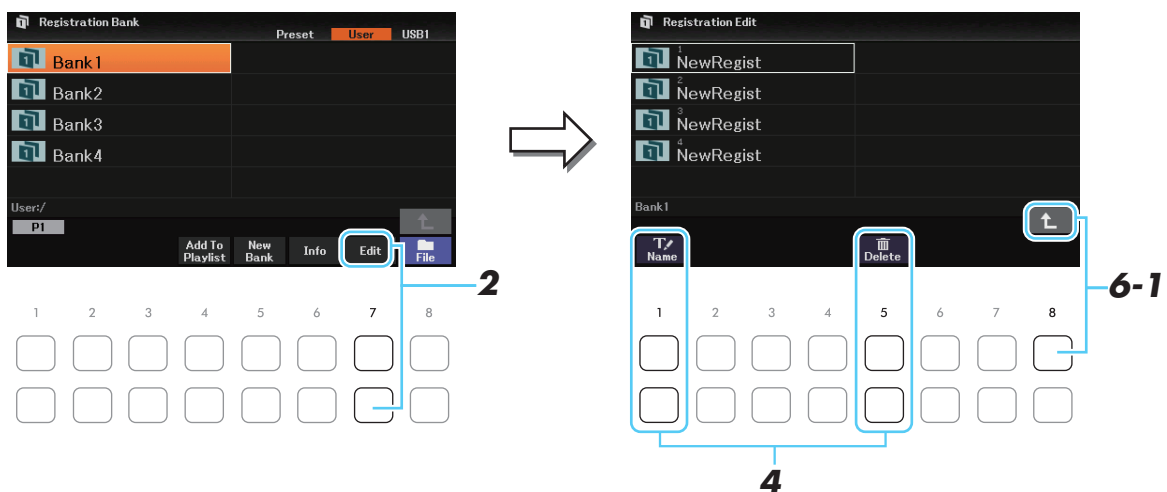 Registration Bank
Preset User USB1
Bank1
Bank2
Bank3
Bank4
User:/
P1
Add To Playlist New Bank Info Edit File
2
1 2 3 4 5 6 7 8
Registration Edit
1
NewRegist
2
NewRegist
3
NewRegist
4
NewRegist
Bank1
Name Delete
6-1
1 2 3 4 5 6 7 8
4